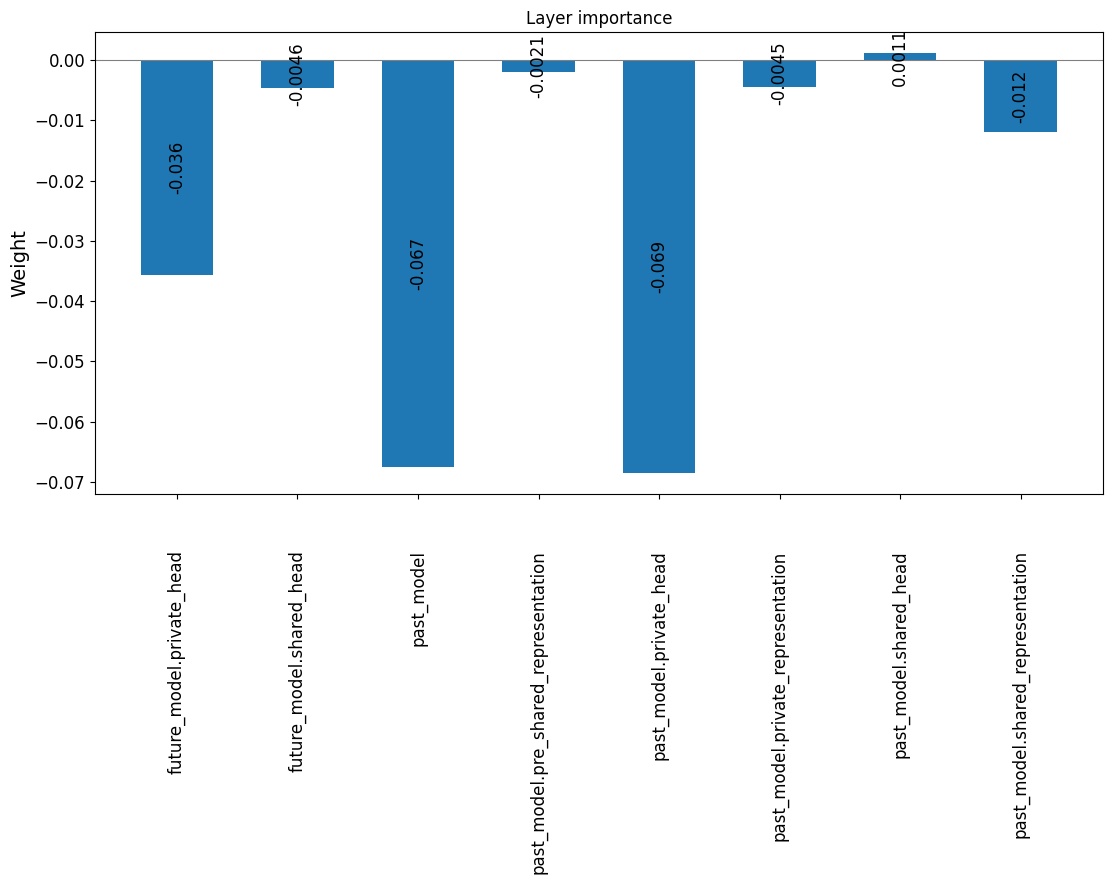 Layer importance
Weight
0.00
−0.01
−0.02
−0.03
−0.04
−0.05
−0.06
−0.07
-0.036
-0.0046
-0.067
-0.0021
-0.069
-0.0045
0.0011
-0.012
future_model.private_head
future_model.shared_head
past_model
past_model.pre_shared_representation
past_model.private_head
past_model.private_representation
past_model.shared_head
past_model.shared_representation